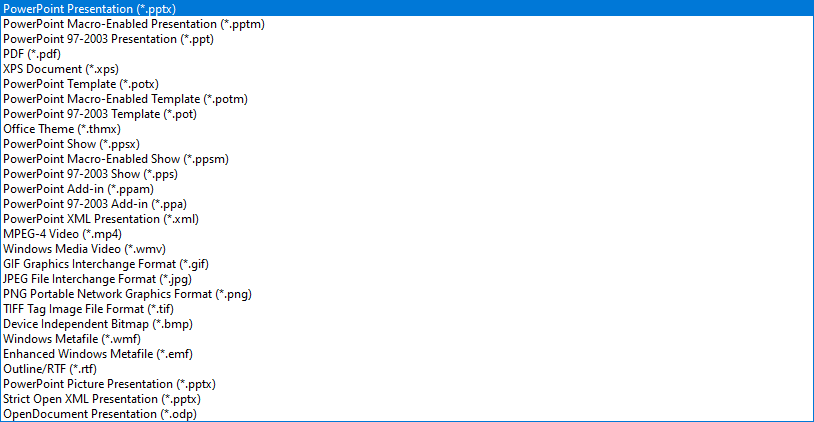 PowerPoint Presentation (*.pptx)
PowerPoint Macro-Enabled Presentation (*.pptm)
PowerPoint 97-2003 Presentation (*.ppt)
PDF (*.pdf)
XPS Document (*.xps)
PowerPoint Template (*.potx)
PowerPoint Macro-Enabled Template (*.potm)
PowerPoint 97-2003 Template (*.pot)
Office Theme (*.thmx)
PowerPoint Show (*.ppsx)
PowerPoint Macro-Enabled Show (*.ppsm)
PowerPoint 97-2003 Show (*.pps)
PowerPoint Add-in (*.ppam)
PowerPoint 97-2003 Add-in (*.ppa)
PowerPoint XML Presentation (*.xml)
MPEG-4 Video (*.mp4)
Windows Media Video (*.wmv)
GIF Graphics Interchange Format (*.gif)
JPEG File Interchange Format (*.jpg)
PNG Portable Network Graphics Format (*.png)
TIFF Tag Image File Format (*.tif)
Device Independent Bitmap (*.bmp)
Windows Metafile (*.wmf)
Enhanced Windows Metafile (*.emf)
Outline/RTF (*.rtf)
PowerPoint Picture Presentation (*.pptx)
Strict Open XML Presentation (*.pptx)
OpenDocument Presentation (*.odp)